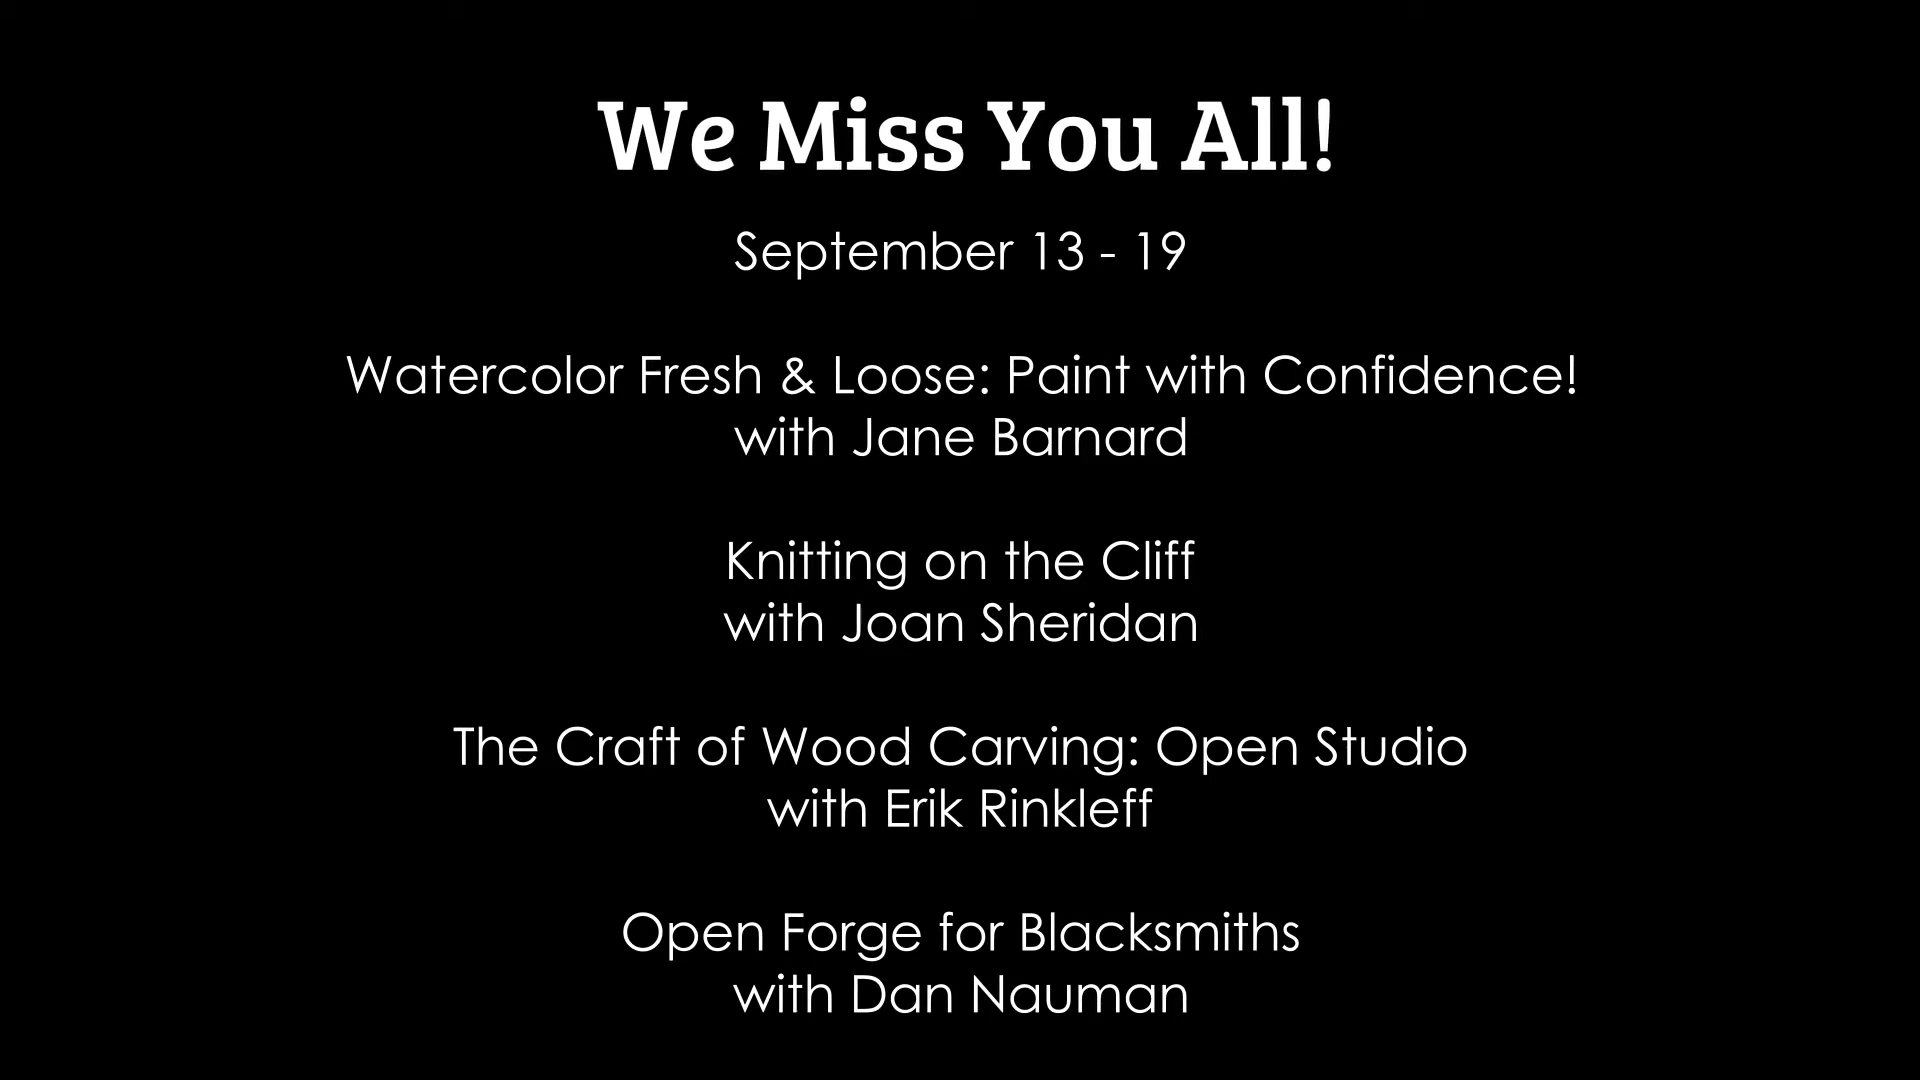 We Miss You All!
September 13 - 19
Watercolor Fresh & Loose: Paint with Confidence!
with Jane Barnard
Knitting on the Cliff
with Joan Sheridan
The Craft of Wood Carving: Open Studio
with Erik Rinkleff
Open Forge for Blacksmiths
with Dan Nauman